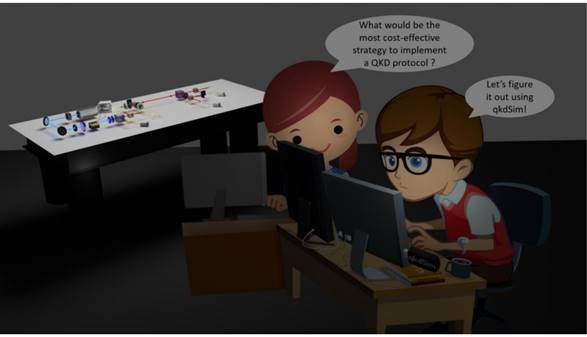 What would be the
most cost-effective
strategy to implement
a QKD protocol ?
Let's figure
it out using
qkdSim!